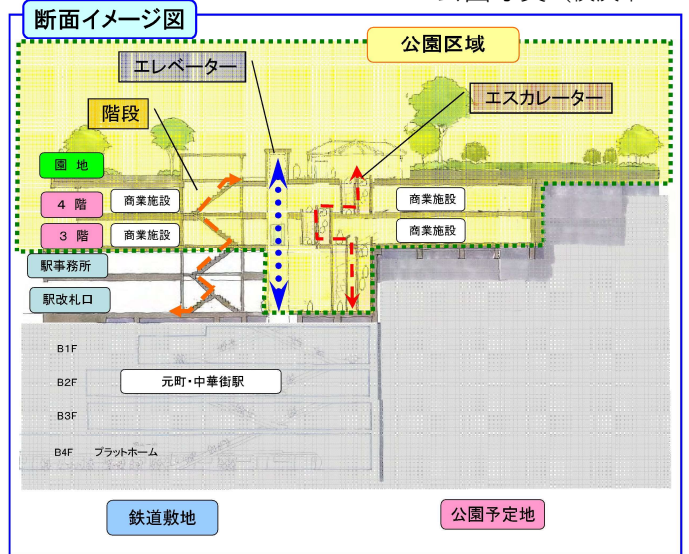 断面イメージ図
公園区域
エレベーター
エスカレーター
階段
園 地
4 階
商業施設
商業施設
3 階
商業施設
商業施設
駅事務所
駅改札口
B1F
B2F
元町・中華街駅
B3F
B4F プラットホーム
鉄道敷地
公園予定地